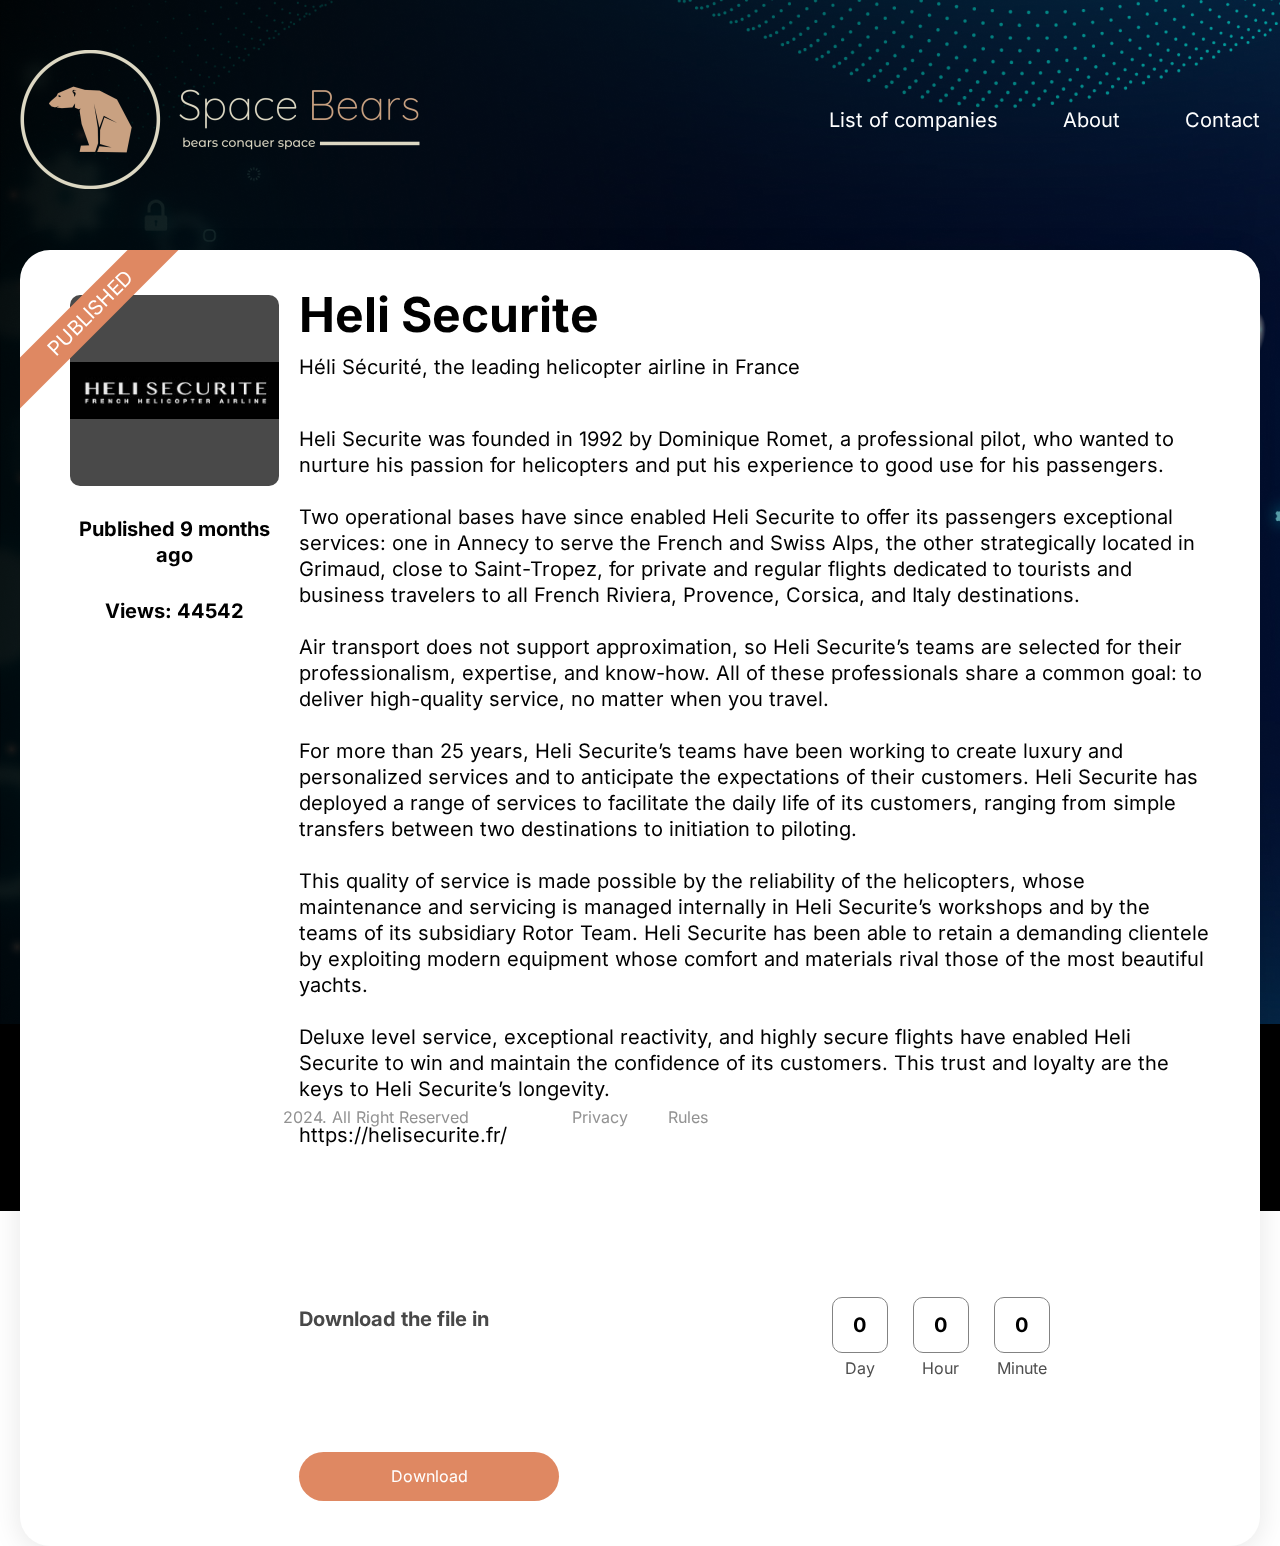 Space Bears
bears conquer space
List of companies
About
Contact
PUBLISHED
HELI SECURITE
FRENCH HELICOPTER AIRLINE
Published 9 months
ago
Views: 44542
Heli Securite
Héli Sécurité, the leading helicopter airline in France
Heli Securite was founded in 1992 by Dominique Romet, a professional pilot, who wanted to
nurture his passion for helicopters and put his experience to good use for his passengers.
Two operational bases have since enabled Heli Securite to offer its passengers exceptional
services: one in Annecy to serve the French and Swiss Alps, the other strategically located in
Grimaud, close to Saint-Tropez, for private and regular flights dedicated to tourists and
business travelers to all French Riviera, Provence, Corsica, and Italy destinations.
Air transport does not support approximation, so Heli Securite’s teams are selected for their
professionalism, expertise, and know-how. All of these professionals share a common goal: to
deliver high-quality service, no matter when you travel.
For more than 25 years, Heli Securite’s teams have been working to create luxury and
personalized services and to anticipate the expectations of their customers. Heli Securite has
deployed a range of services to facilitate the daily life of its customers, ranging from simple
transfers between two destinations to initiation to piloting.
This quality of service is made possible by the reliability of the helicopters, whose
maintenance and servicing is managed internally in Heli Securite’s workshops and by the
teams of its subsidiary Rotor Team. Heli Securite has been able to retain a demanding clientele
by exploiting modern equipment whose comfort and materials rival those of the most beautiful
yachts.
Deluxe level service, exceptional reactivity, and highly secure flights have enabled Heli
Securite to win and maintain the confidence of its customers. This trust and loyalty are the
keys to Heli Securite’s longevity.
2024. All Right Reserved
Privacy
Rules
https://helisecurite.fr/
Download the file in
0
0
0
Day
Hour
Minute
Download